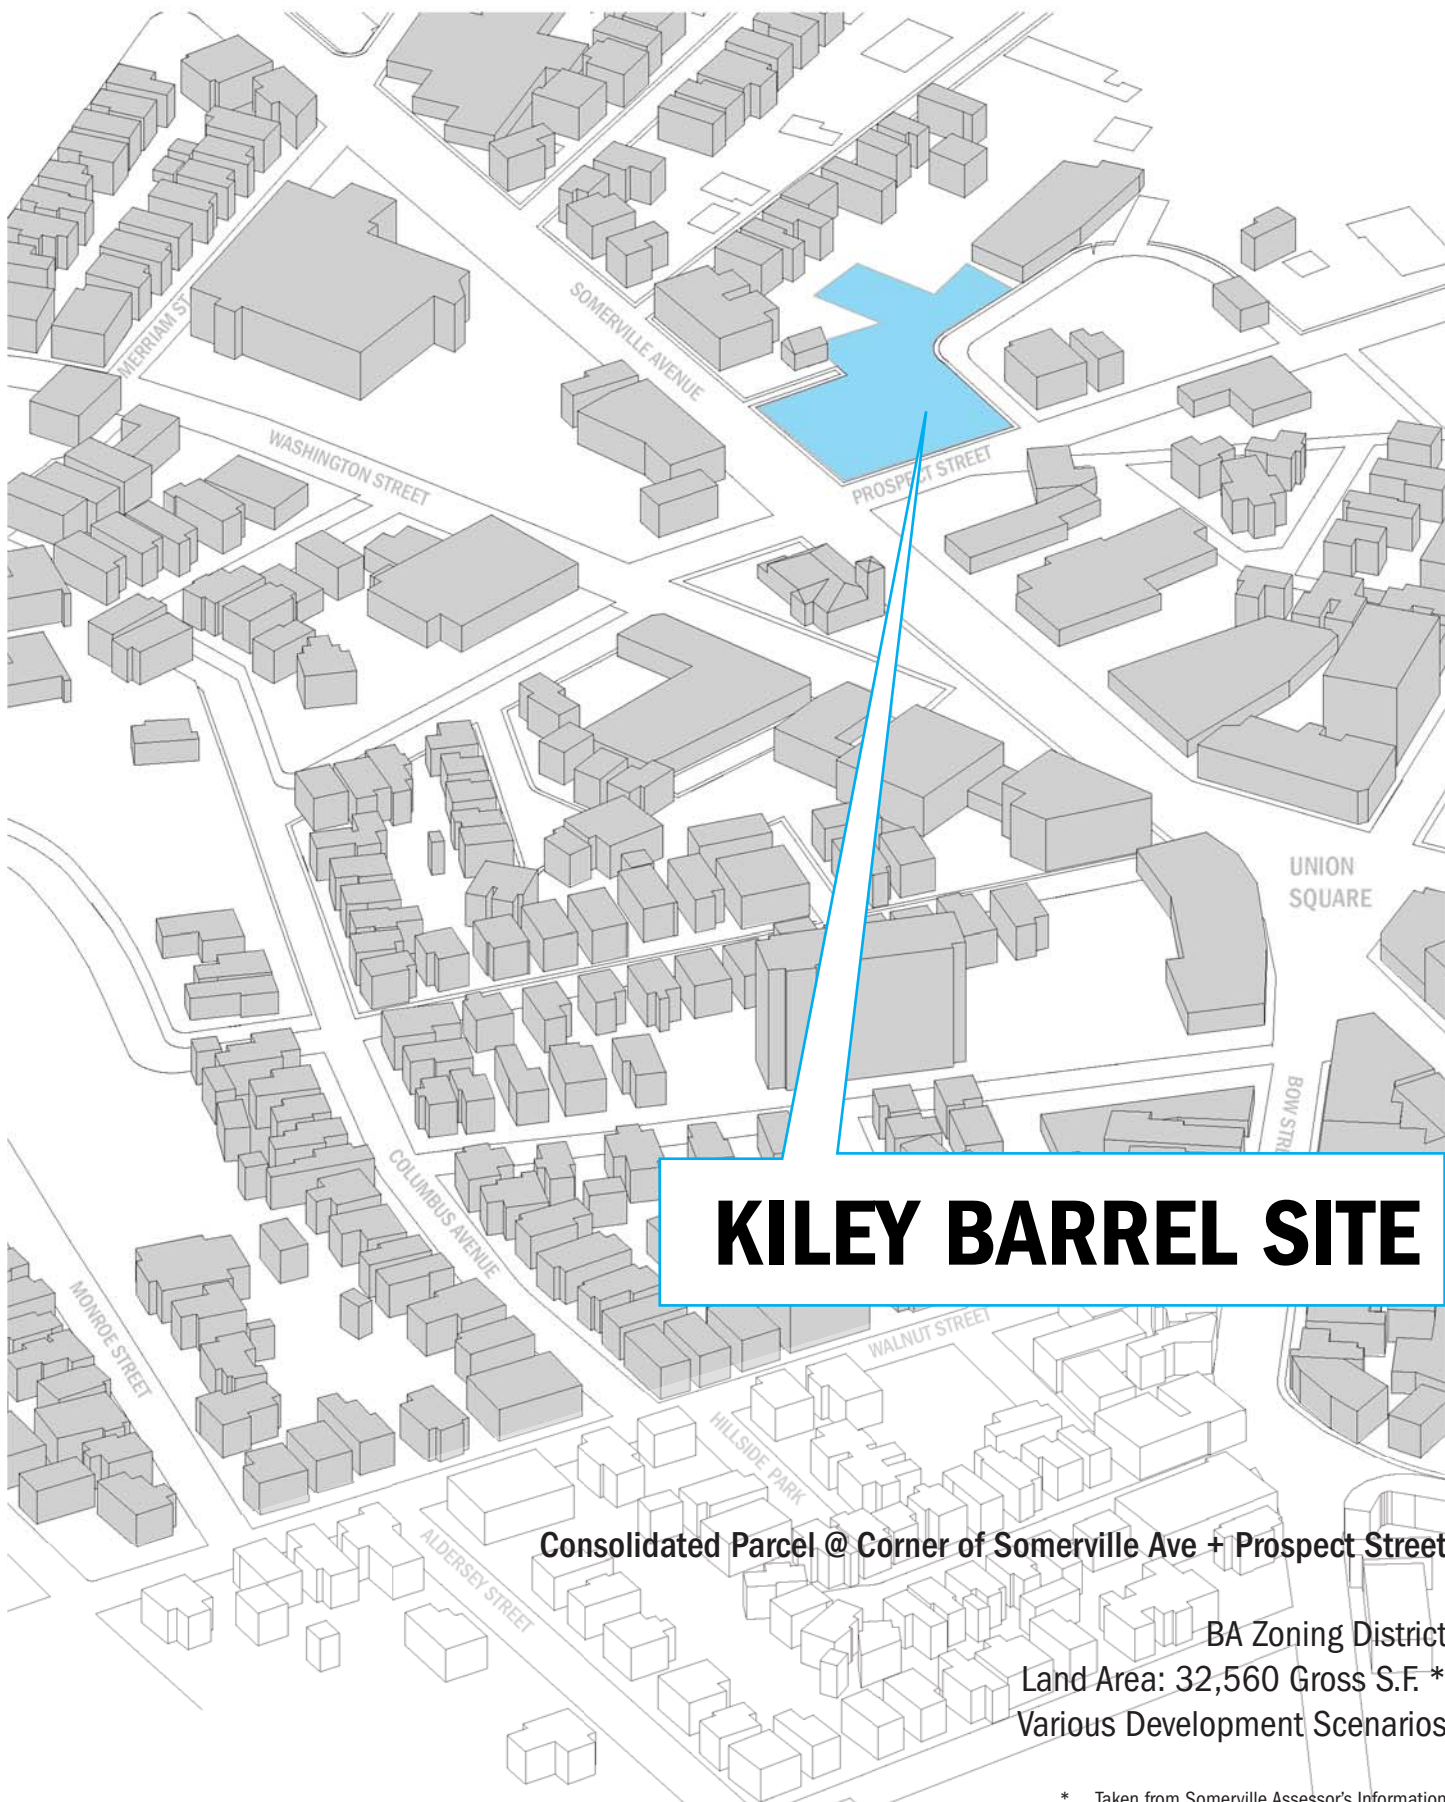 MERRIAM ST
SOMERVILLE AVENUE
WASHINGTON STREET
PROSPECT STREET
UNION
SQUARE
BOW STRE
COLUMBUS AVENUE
KILEY BARREL SITE
MONROE STREET
WALNUT STREET
HILLSIDE PARK
ALDERSEY STREET
Consolidated Parcel @ Corner of Somerville Ave + Prospect Street
BA Zoning District
Land Area: 32,560 Gross S.F. *
Various Development Scenarios
* Taken from Somerville Assessor's Information